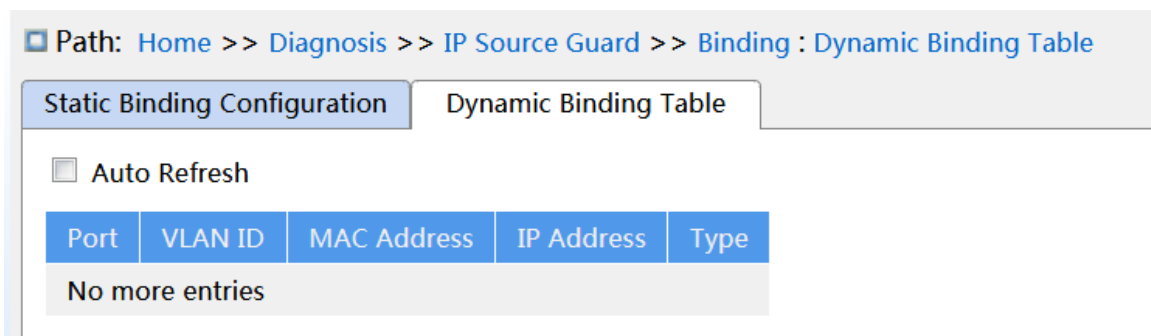 Path: Home >> Diagnosis >> IP Source Guard >> Binding : Dynamic Binding Table
Static Binding Configuration Dynamic Binding Table
Auto Refresh
Port VLAN ID MAC Address IP Address Type
No more entries